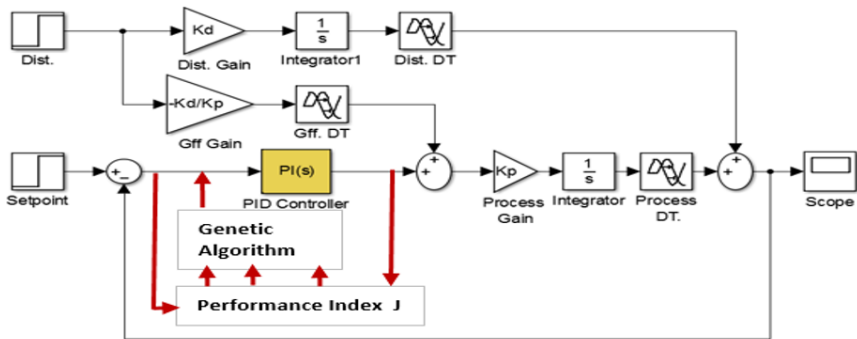 Dist.
Kd
Dist. Gain
1
s
Integrator1
Dist. DT
-Kd/Kp
Gff Gain
Gff. DT
Setpoint
+
−
PI(s)
PID Controller
+
+
Kp
Process
Gain
1
s
Integrator
Process
DT.
+
+
Scope
Genetic
Algorithm
Performance Index J